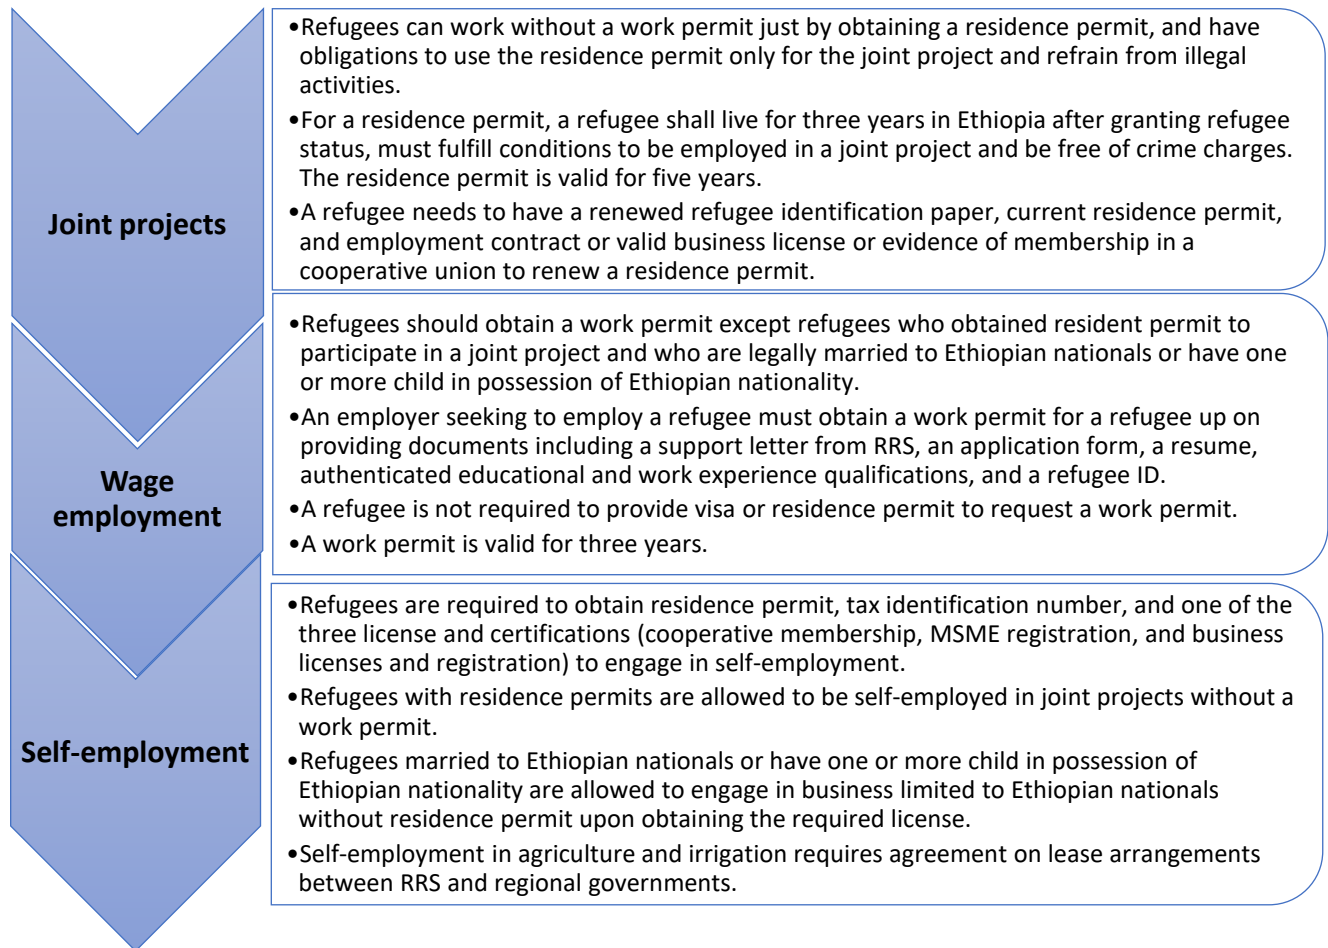 Joint projects
•Refugees can work without a work permit just by obtaining a residence permit, and have
obligations to use the residence permit only for the joint project and refrain from illegal
activities.
•For a residence permit, a refugee shall live for three years in Ethiopia after granting refugee
status, must fulfill conditions to be employed in a joint project and be free of crime charges.
The residence permit is valid for five years.
•A refugee needs to have a renewed refugee identification paper, current residence permit,
and employment contract or valid business license or evidence of membership in a
cooperative union to renew a residence permit.
Wage
employment
•Refugees should obtain a work permit except refugees who obtained resident permit to
participate in a joint project and who are legally married to Ethiopian nationals or have one
or more child in possession of Ethiopian nationality.
•An employer seeking to employ a refugee must obtain a work permit for a refugee up on
providing documents including a support letter from RRS, an application form, a resume,
authenticated educational and work experience qualifications, and a refugee ID.
•A refugee is not required to provide visa or residence permit to request a work permit.
•A work permit is valid for three years.
Self-employment
•Refugees are required to obtain residence permit, tax identification number, and one of the
three license and certifications (cooperative membership, MSME registration, and business
licenses and registration) to engage in self-employment.
•Refugees with residence permits are allowed to be self-employed in joint projects without a
work permit.
•Refugees married to Ethiopian nationals or have one or more child in possession of
Ethiopian nationality are allowed to engage in business limited to Ethiopian nationals
without residence permit upon obtaining the required license.
•Self-employment in agriculture and irrigation requires agreement on lease arrangements
between RRS and regional governments.